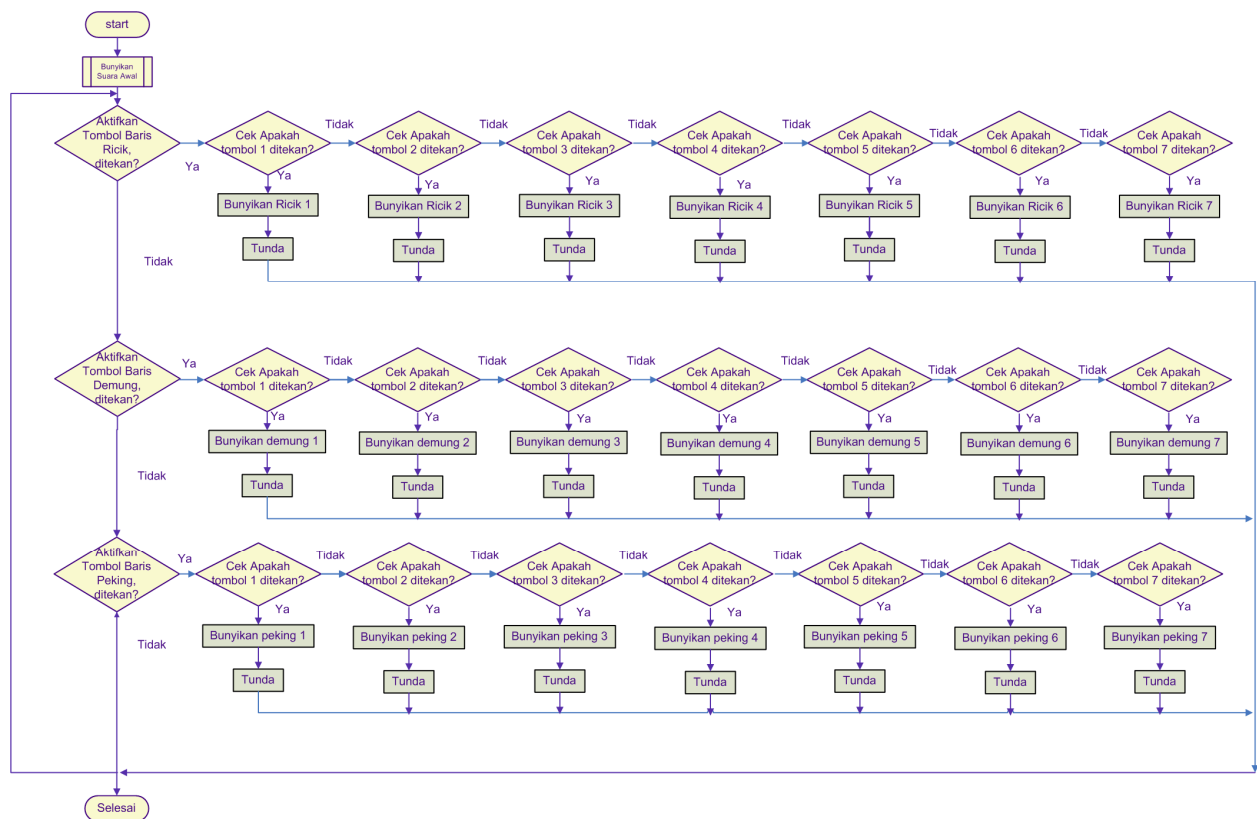 start
Bunyikan
Suara Awal
Aktifkan
Tombol Baris
Ricik,
ditekan?
Ya
Cek Apakah
tombol 1 ditekan?
Tidak
Cek Apakah
tombol 2 ditekan?
Tidak
Cek Apakah
tombol 3 ditekan?
Tidak
Cek Apakah
tombol 4 ditekan?
Tidak
Cek Apakah
tombol 5 ditekan?
Tidak
Cek Apakah
tombol 6 ditekan?
Tidak
Cek Apakah
tombol 7 ditekan?
Ya
Ya
Ya
Ya
Ya
Ya
Ya
Bunyikan Ricik 1
Bunyikan Ricik 2
Bunyikan Ricik 3
Bunyikan Ricik 4
Bunyikan Ricik 5
Bunyikan Ricik 6
Bunyikan Ricik 7
Tunda
Tunda
Tunda
Tunda
Tunda
Tunda
Tunda
Tidak
Aktifkan
Tombol Baris
Demung,
ditekan?
Ya
Cek Apakah
tombol 1 ditekan?
Tidak
Cek Apakah
tombol 2 ditekan?
Tidak
Cek Apakah
tombol 3 ditekan?
Tidak
Cek Apakah
tombol 4 ditekan?
Tidak
Cek Apakah
tombol 5 ditekan?
Tidak
Cek Apakah
tombol 6 ditekan?
Tidak
Cek Apakah
tombol 7 ditekan?
Ya
Ya
Ya
Ya
Ya
Ya
Ya
Bunyikan demung 1
Bunyikan demung 2
Bunyikan demung 3
Bunyikan demung 4
Bunyikan demung 5
Bunyikan demung 6
Bunyikan demung 7
Tunda
Tunda
Tunda
Tunda
Tunda
Tunda
Tunda
Tidak
Aktifkan
Tombol Baris
Peking,
ditekan?
Ya
Cek Apakah
tombol 1 ditekan?
Tidak
Cek Apakah
tombol 2 ditekan?
Tidak
Cek Apakah
tombol 3 ditekan?
Tidak
Cek Apakah
tombol 4 ditekan?
Tidak
Cek Apakah
tombol 5 ditekan?
Tidak
Cek Apakah
tombol 6 ditekan?
Tidak
Cek Apakah
tombol 7 ditekan?
Ya
Ya
Ya
Ya
Ya
Ya
Ya
Bunyikan peking 1
Bunyikan peking 2
Bunyikan peking 3
Bunyikan peking 4
Bunyikan peking 5
Bunyikan peking 6
Bunyikan peking 7
Tunda
Tunda
Tunda
Tunda
Tunda
Tunda
Tunda
Tidak
Selesai